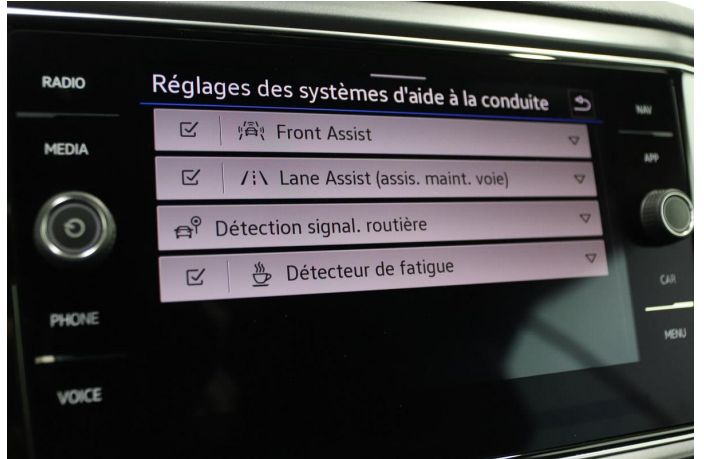 RADIO
MEDIA
PHONE
VOICE
Réglages des systèmes d'aide à la conduite
Front Assist
Lane Assist (assis. maint. voie)
Détection signal. routière
Détecteur de fatigue
NAV
APP
CAR
MENU